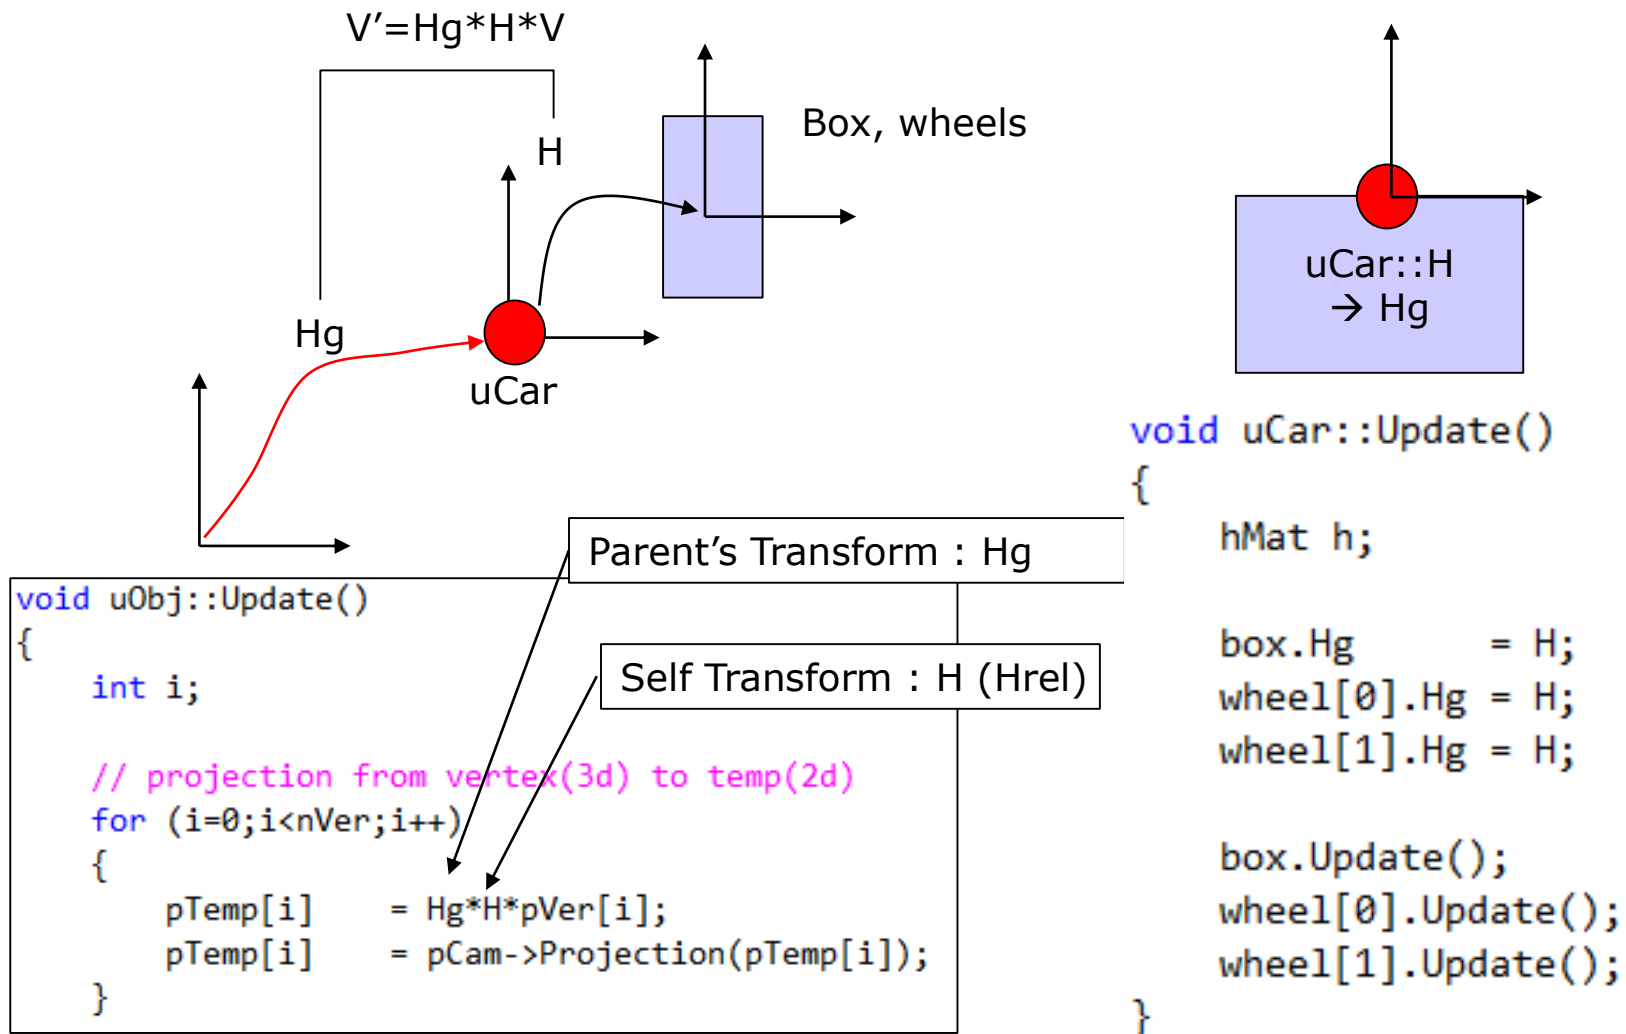 V’=Hg*H*V
H
Box, wheels
Hg
uCar
uCar::H
→ Hg
Parent’s Transform : Hg
Self Transform : H (Hrel)
void uObj::Update()
{
    int i;

    // projection from vertex(3d) to temp(2d)
    for (i=0;i<nVer;i++)
    {
        pTemp[i]    = Hg*H*pVer[i];
        pTemp[i]    = pCam->Projection(pTemp[i]);
    }
void uCar::Update()
{
    hMat h;

    box.Hg      = H;
    wheel[0].Hg = H;
    wheel[1].Hg = H;

    box.Update();
    wheel[0].Update();
    wheel[1].Update();
}